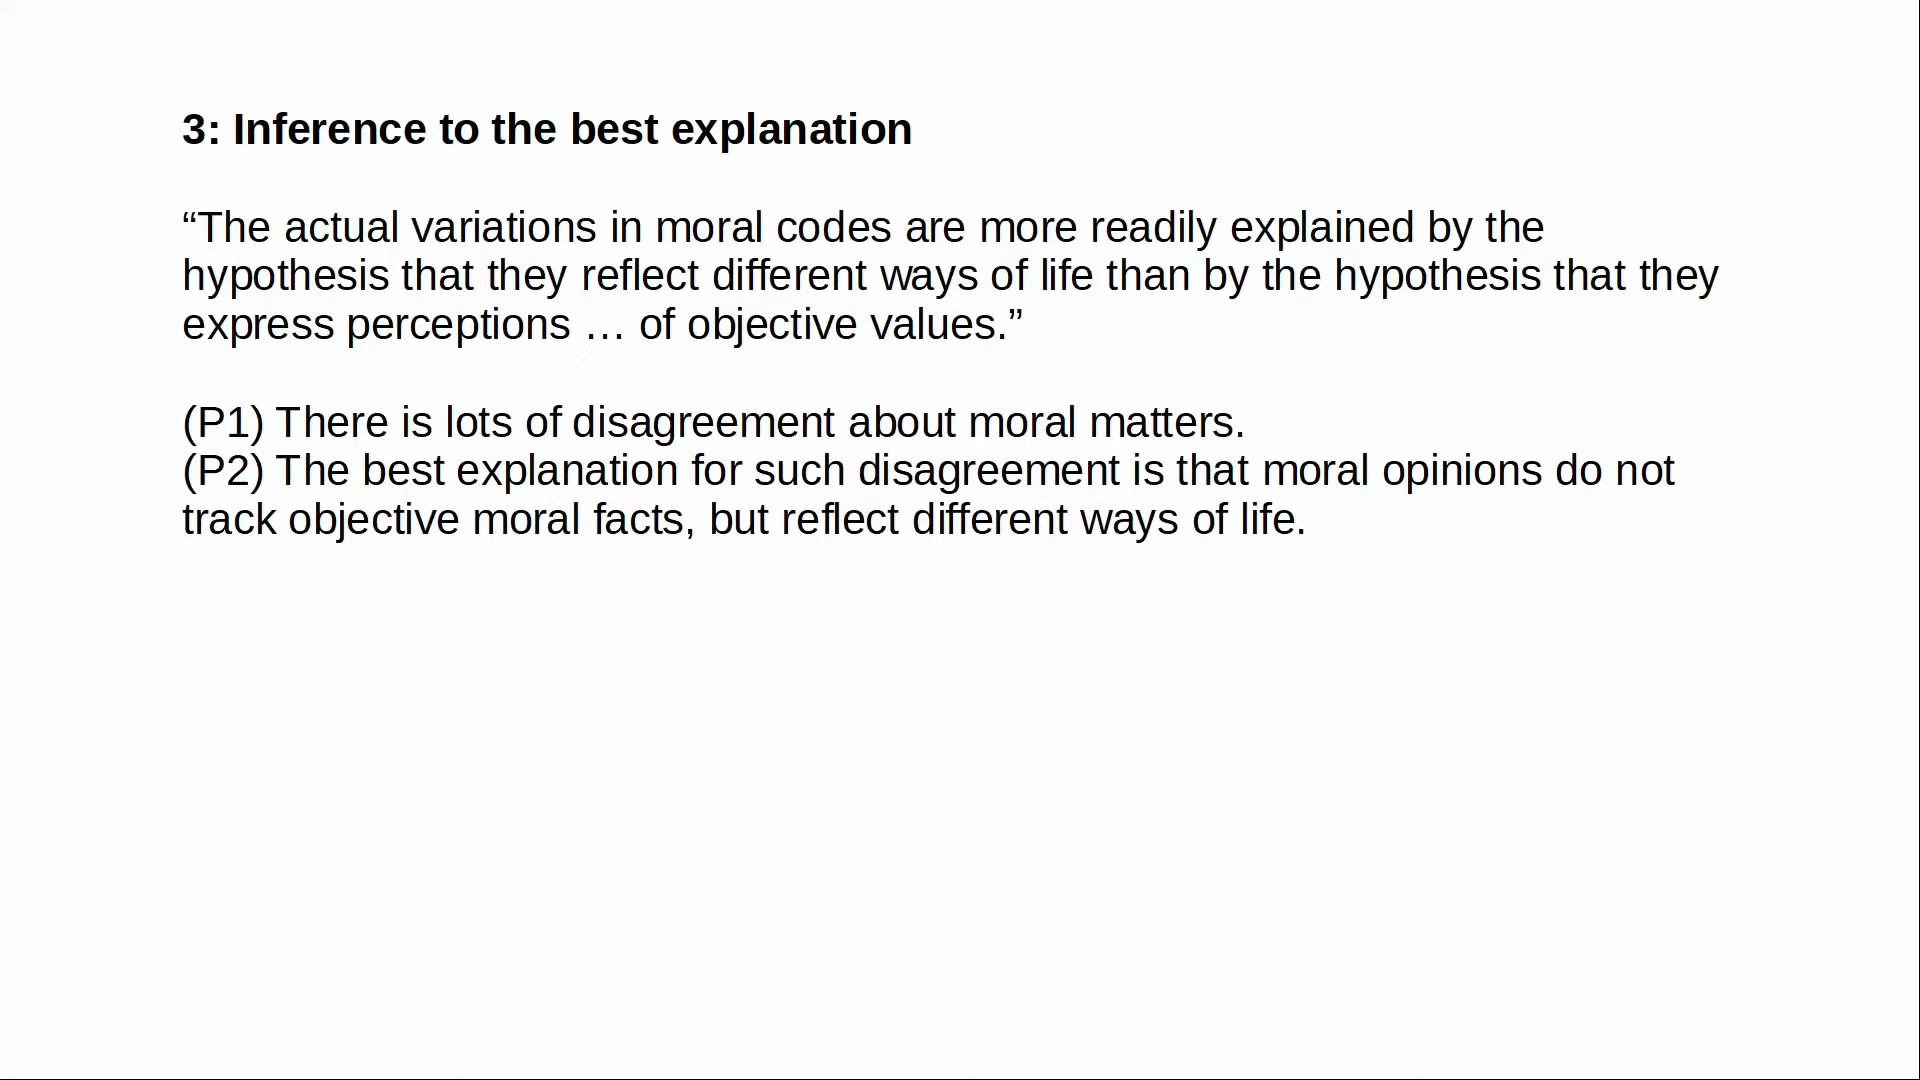 3: Inference to the best explanation
“The actual variations in moral codes are more readily explained by the
hypothesis that they reflect different ways of life than by the hypothesis that they
express perceptions … of objective values.”
(P1) There is lots of disagreement about moral matters.
(P2) The best explanation for such disagreement is that moral opinions do not
track objective moral facts, but reflect different ways of life.